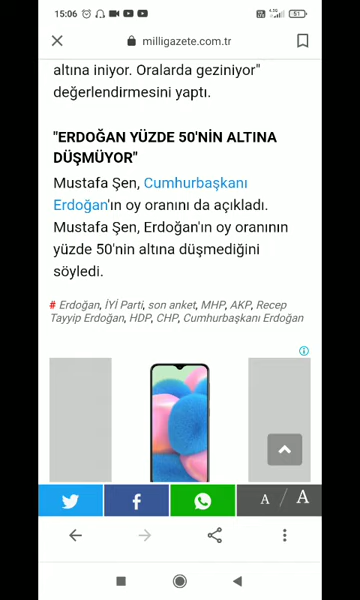 15:06
51
milligazete.com.tr
altına iniyor. Oralarda geziniyor"
değerlendirmesini yaptı.
"ERDOĞAN YÜZDE 50'NİN ALTINA
DÜŞMÜYOR"
Mustafa Şen, Cumhurbaşkanı
Erdoğan'ın oy oranını da açıkladı.
Mustafa Şen, Erdoğan'ın oy oranının
yüzde 50'nin altına düşmediğini
söyledi.
# Erdoğan, İYİ Parti, son anket, MHP, AKP, Recep
Tayyip Erdoğan, HDP, CHP, Cumhurbaşkanı Erdoğan
A / A